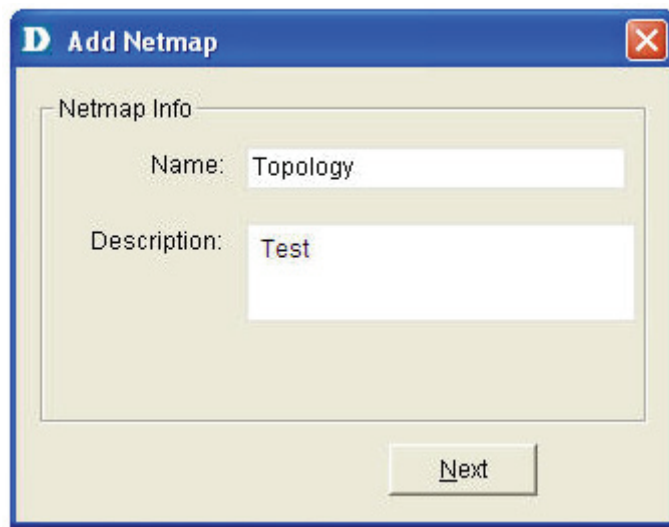 D Add Netmap
Netmap Info
Name: Topology
Description: Test
Next